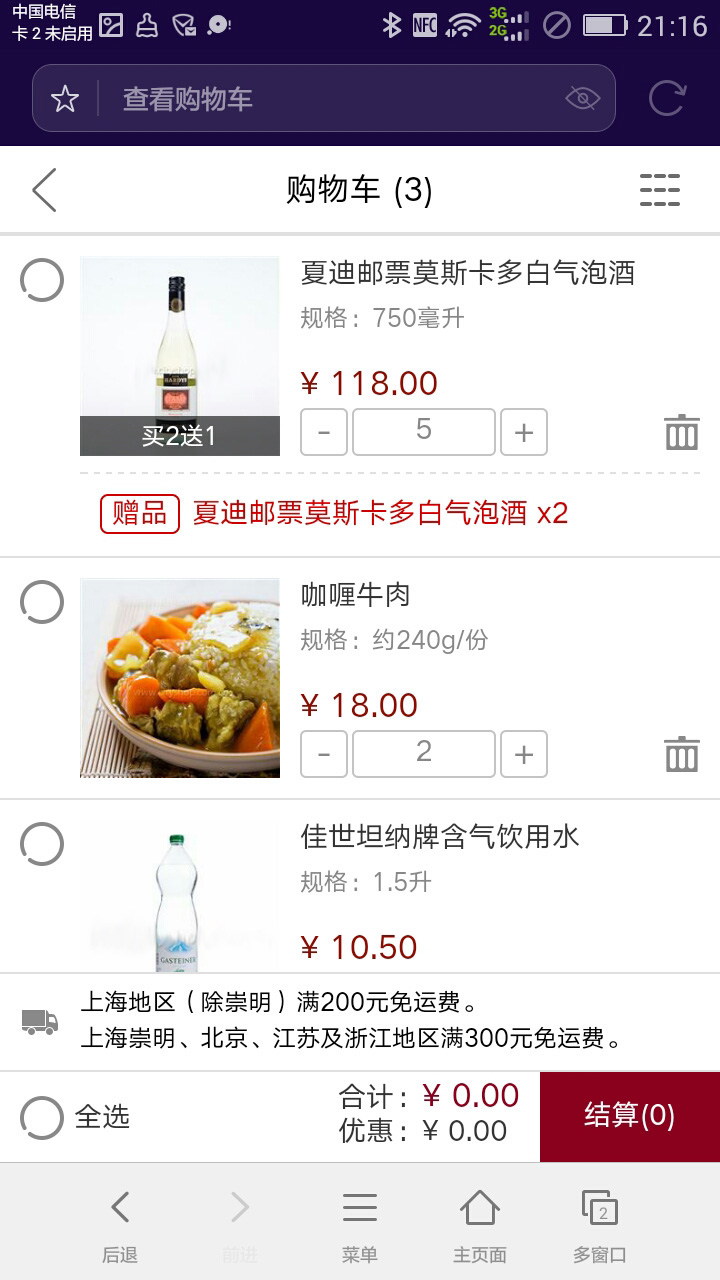 中国电信
卡 2 未启用
NFC
3G
2G
21:16
查看购物车
购物车 (3)
夏迪邮票莫斯卡多白气泡酒
规格：750毫升
¥ 118.00
HARDYS
买2送1
- 5 +
赠品 夏迪邮票莫斯卡多白气泡酒 x2
咖喱牛肉
规格：约240g/份
¥ 18.00
- 2 +
佳世坦纳牌含气饮用水
规格：1.5升
¥ 10.50
GASTEINER
上海地区（除崇明）满200元免运费。
上海崇明、北京、江苏及浙江地区满300元免运费。
全选
合计：¥ 0.00
优惠：¥ 0.00
结算(0)
2
后退
前进
菜单
主页面
多窗口